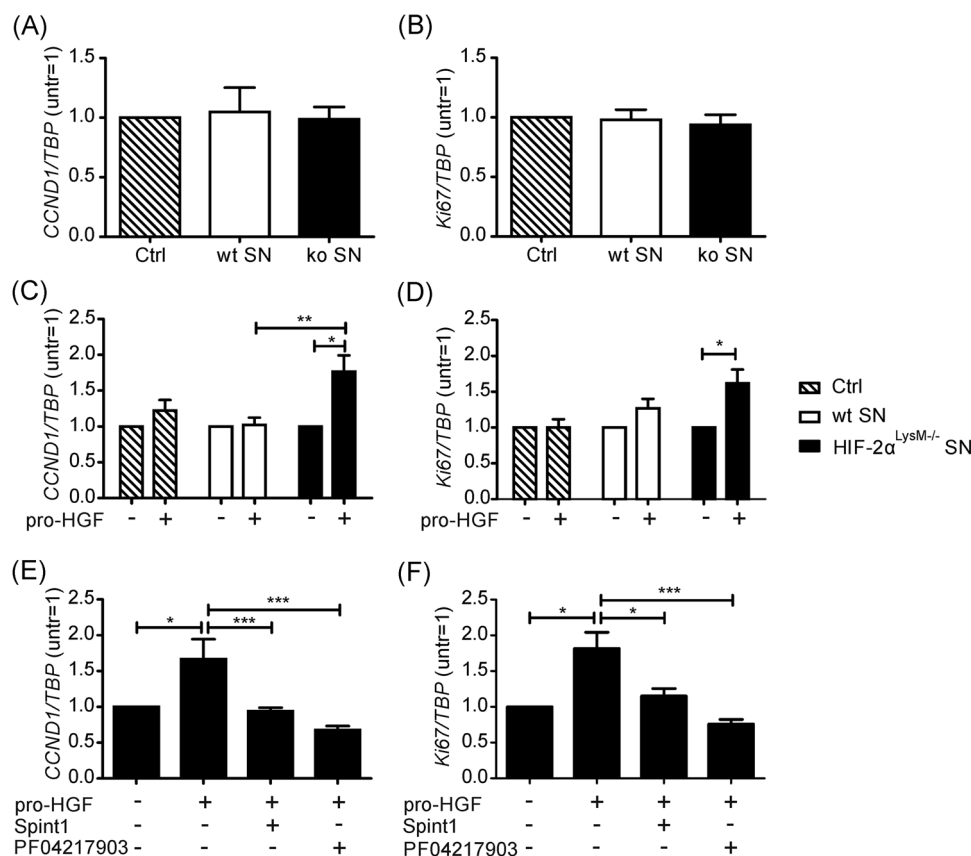 (A)
CCND1/TBP (untr=1)
1.5
1.0
0.5
0.0
Ctrl wt SN ko SN
(B)
Ki67/TBP (untr=1)
1.5
1.0
0.5
0.0
Ctrl wt SN ko SN
(C)
CCND1/TBP (untr=1)
2.5
2.0
1.5
1.0
0.5
0.0
**
*
pro-HGF - + - + - +
(D)
Ki67/TBP (untr=1)
2.5
2.0
1.5
1.0
0.5
0.0
*
pro-HGF - + - + - +
Ctrl
wt SN
HIF-2α^LysM-/- SN
(E)
CCND1/TBP (untr=1)
2.5
2.0
1.5
1.0
0.5
0.0
***
* ***
pro-HGF - + + +
Spint1 - - + -
PF04217903 - - - +
(F)
Ki67/TBP (untr=1)
2.5
2.0
1.5
1.0
0.5
0.0
***
* *
pro-HGF - + + +
Spint1 - - + -
PF04217903 - - - +